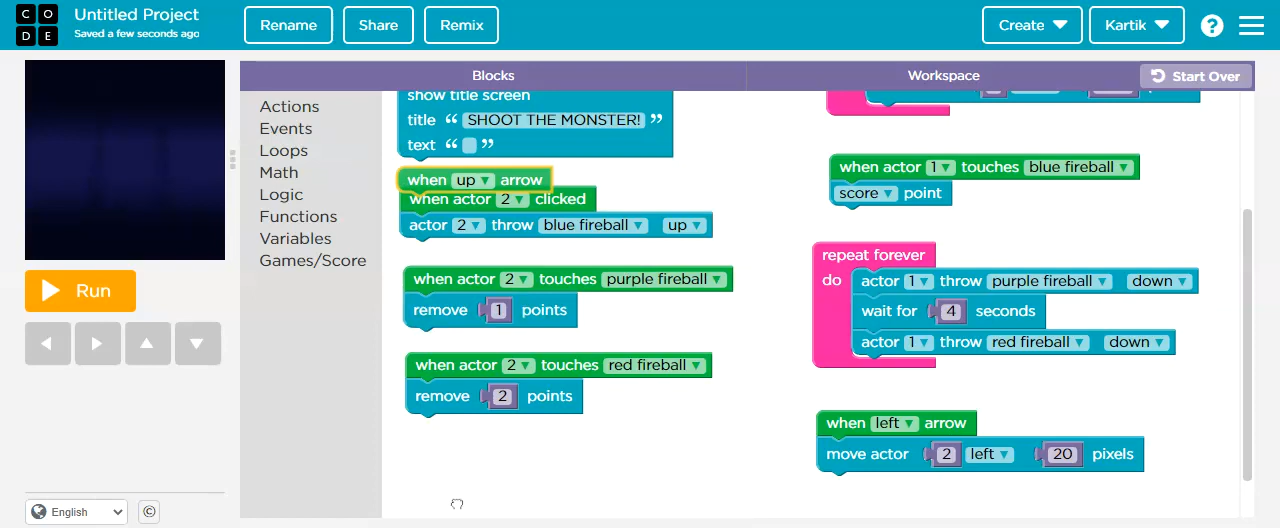 C O
D E
Untitled Project
Saved a few seconds ago
Rename
Share
Remix
Create
Kartik
?
Blocks
Workspace
Start Over
Actions
Events
Loops
Math
Logic
Functions
Variables
Games/Score
show title screen
title “ SHOOT THE MONSTER! ”
text “ ”
when up arrow
when actor 2 clicked
actor 2 throw blue fireball up
when actor 2 touches purple fireball
remove 1 points
when actor 2 touches red fireball
remove 2 points
when actor 1 touches blue fireball
score point
repeat forever
do actor 1 throw purple fireball down
wait for 4 seconds
actor 1 throw red fireball down
when left arrow
move actor 2 left 20 pixels
Run
English
©